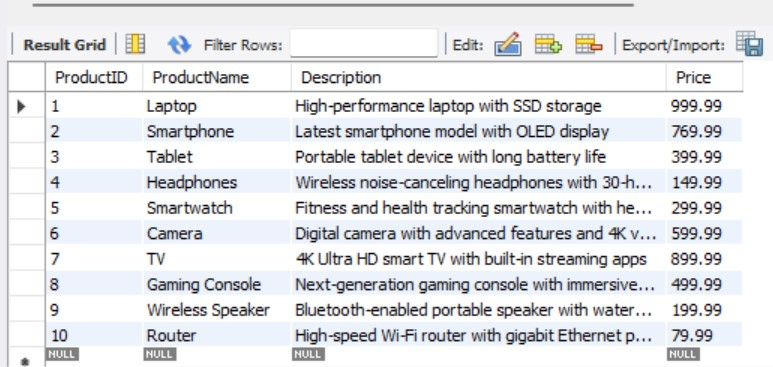 Result Grid Filter Rows: Edit: Export/Import:
ProductID ProductName Description Price
1 Laptop High-performance laptop with SSD storage 999.99
2 Smartphone Latest smartphone model with OLED display 769.99
3 Tablet Portable tablet device with long battery life 399.99
4 Headphones Wireless noise-canceling headphones with 30-h... 149.99
5 Smartwatch Fitness and health tracking smartwatch with he... 299.99
6 Camera Digital camera with advanced features and 4K v... 599.99
7 TV 4K Ultra HD smart TV with built-in streaming apps 899.99
8 Gaming Console Next-generation gaming console with immersive... 499.99
9 Wireless Speaker Bluetooth-enabled portable speaker with water... 199.99
10 Router High-speed Wi-Fi router with gigabit Ethernet p... 79.99
NULL NULL NULL NULL